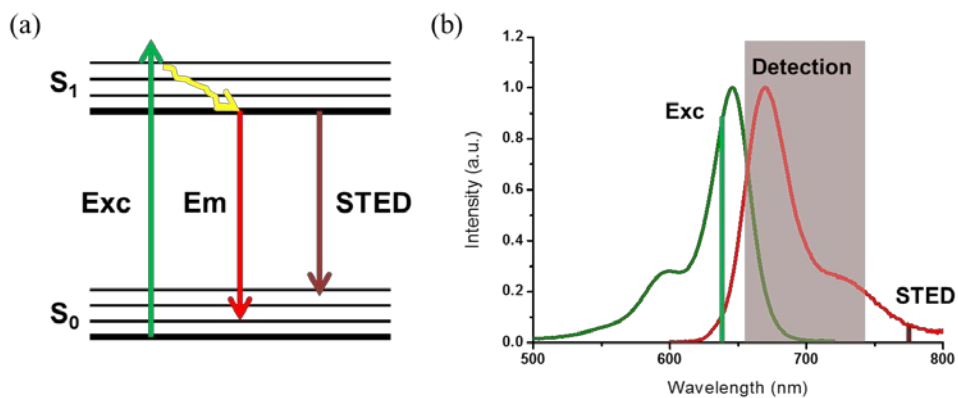 (a)
S1
Exc
Em
STED
S0
(b)
1.2
1.0
0.8
0.6
0.4
0.2
0.0
Intensity (a.u.)
Exc
Detection
STED
500
600
700
800
Wavelength (nm)